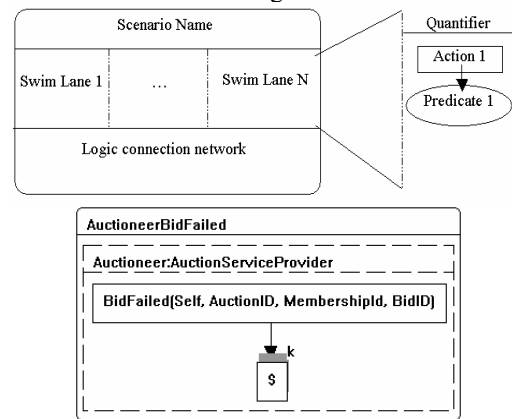 Scenario Name
Quantifier
Action 1
Swim Lane 1
...
Swim Lane N
Predicate 1
Logic connection network
AuctioneerBidFailed
Auctioneer:AuctionServiceProvider
BidFailed(Self, AuctionID, MembershipId, BidID)
k
$